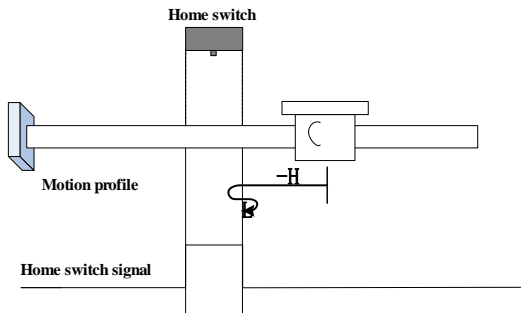 Home switch
Motion profile
−H
L
Home switch signal